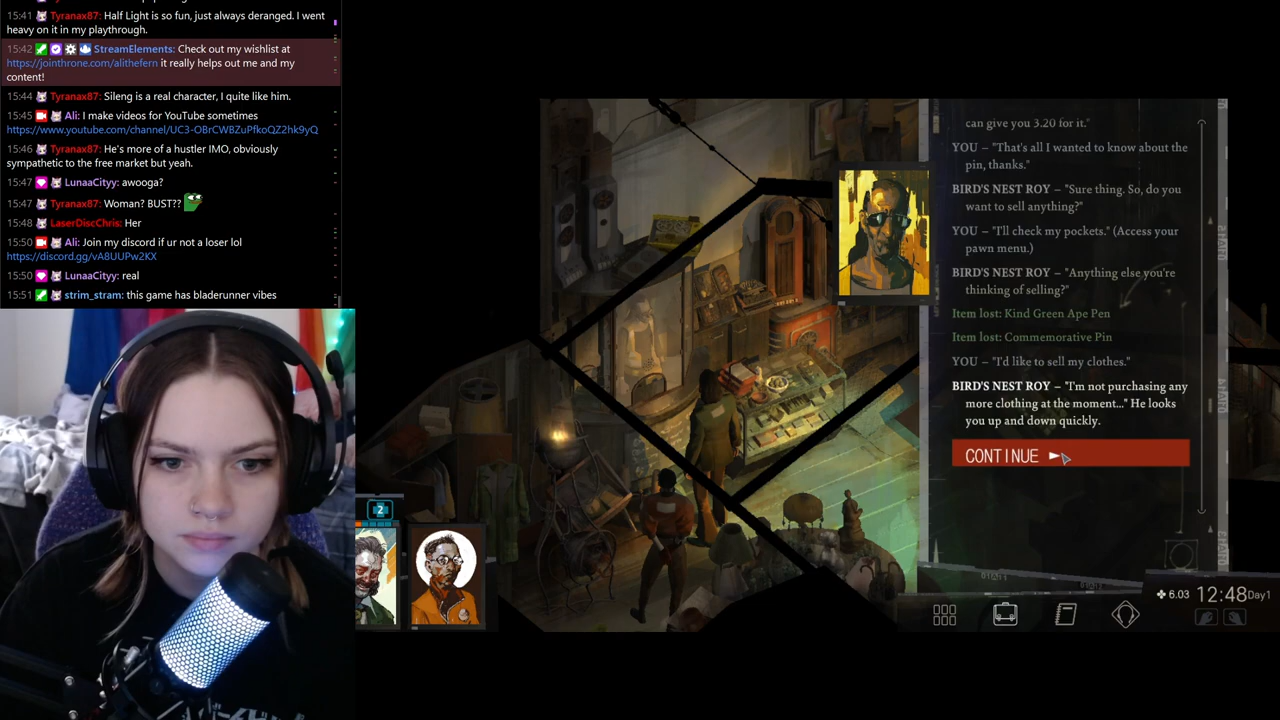 15:41 Tyranax87: Half Light is so fun, just always deranged. I went
heavy on it in my playthrough.
15:42 StreamElements: Check out my wishlist at
https://jointhrone.com/alithefern it really helps out me and my
content!
15:44 Tyranax87: Sileng is a real character, I quite like him.
15:45 Ali: I make videos for YouTube sometimes
https://www.youtube.com/channel/UC3-OBrCWBZuPfkoQZ2hk9yQ
15:46 Tyranax87: He's more of a hustler IMO, obviously
sympathetic to the free market but yeah.
15:47 LunaaCityy: awooga?
15:47 Tyranax87: Woman? BUST??
15:48 LaserDiscChris: Her
15:50 Ali: Join my discord if ur not a loser lol
https://discord.gg/vA8UUPw2KX
15:50 LunaaCityy: real
15:51 strim_stram: this game has bladerunner vibes
can give you 3.20 for it."
YOU – "That's all I wanted to know about the
pin, thanks."
BIRD'S NEST ROY – "Sure thing. So, do you
want to sell anything?"
YOU – "I'll check my pockets." (Access your
pawn menu.)
BIRD'S NEST ROY – "Anything else you're
thinking of selling?"
Item lost: Kind Green Ape Pen
Item lost: Commemorative Pin
YOU – "I'd like to sell my clothes."
BIRD'S NEST ROY – "I'm not purchasing any
more clothing at the moment..." He looks
you up and down quickly.
CONTINUE
2
6.03 12:48 Day1